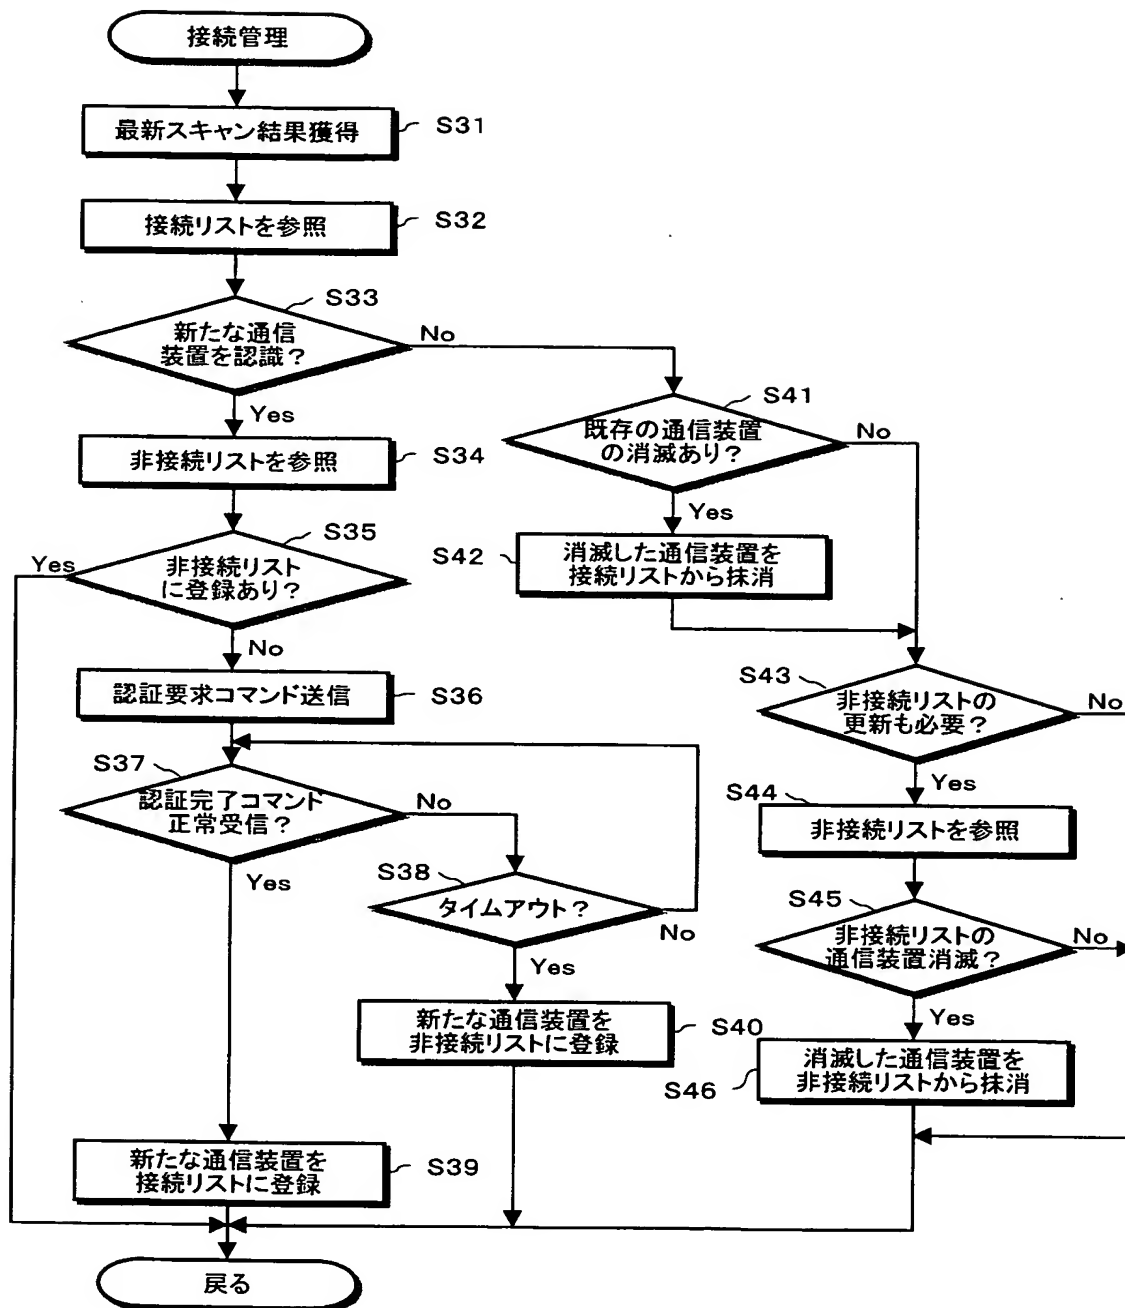 接続管理
最新スキャン結果獲得
S31
接続リストを参照
S32
S33
新たな通信
装置を認識？
No
Yes
S41
既存の通信装置
の消滅あり？
No
非接続リストを参照
S34
Yes
S35
Yes
非接続リスト
に登録あり？
S42
消滅した通信装置を
接続リストから抹消
No
認証要求コマンド送信
S36
S43
非接続リストの
更新も必要？
No
S37
認証完了コマンド
正常受信？
No
Yes
S44
非接続リストを参照
Yes
S38
タイムアウト？
No
S45
非接続リストの
通信装置消滅？
No
Yes
新たな通信装置を
非接続リストに登録
S40
Yes
消滅した通信装置を
非接続リストから抹消
S46
新たな通信装置を
接続リストに登録
S39
戻る